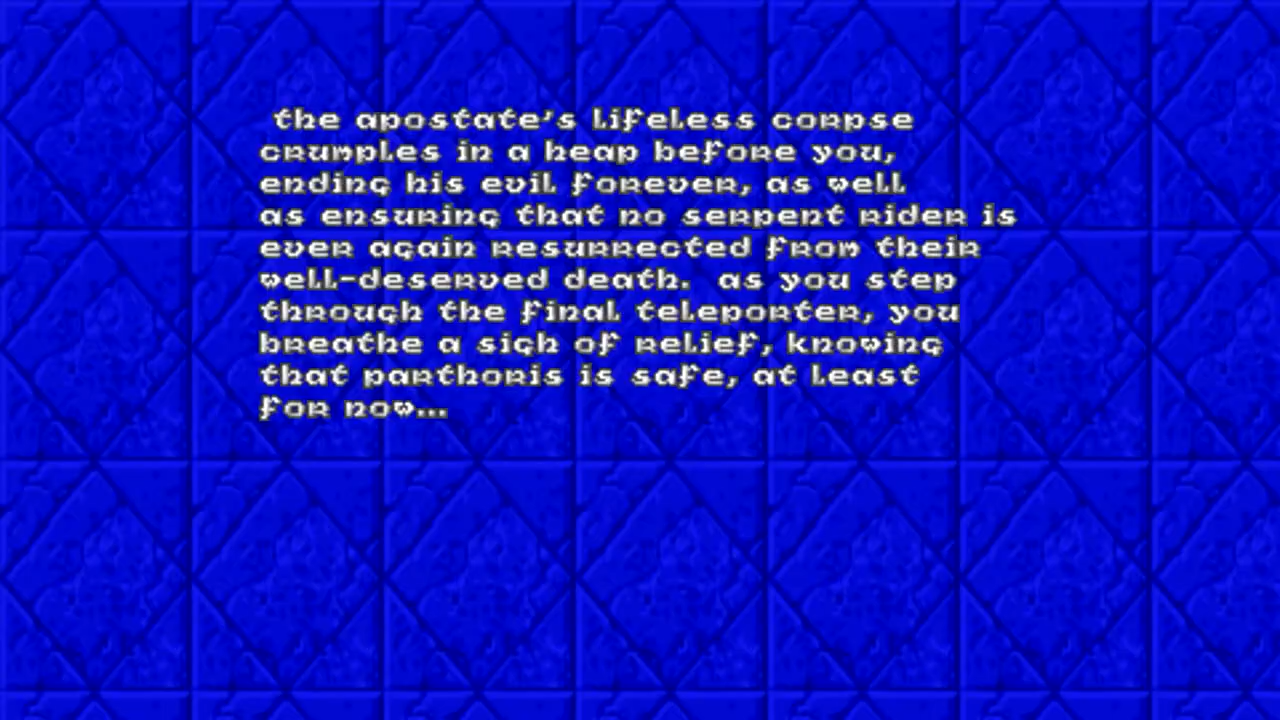 the apostate's lifeless corpse
crumples in a heap before you,
ending his evil forever, as well
as ensuring that no serpent rider is
ever again resurrected from their
well-deserved death.  as you step
through the final teleporter, you
breathe a sigh of relief, knowing
that parthoris is safe, at least
for now...